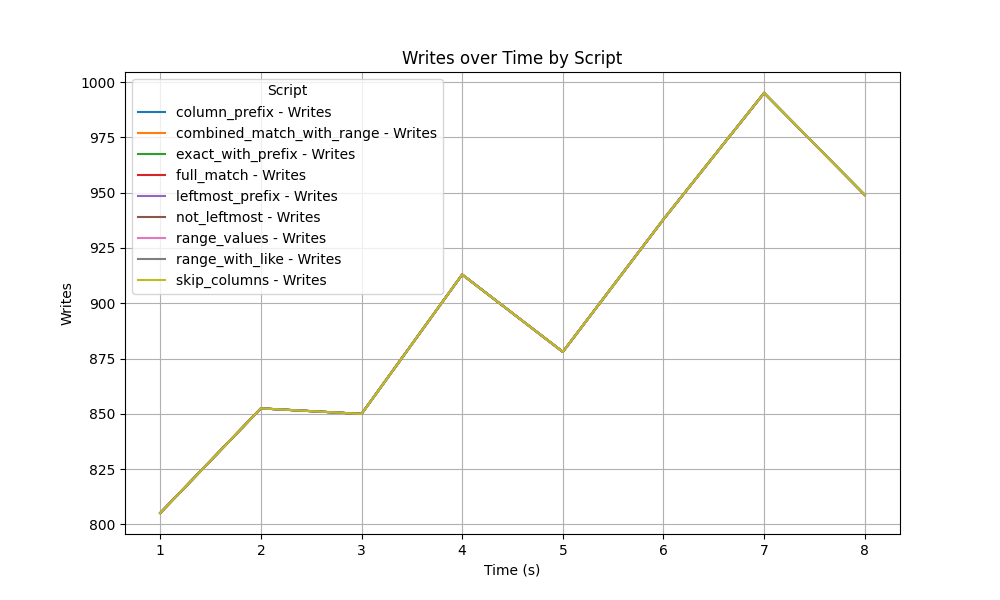 Writes over Time by Script
Script
column_prefix - Writes
combined_match_with_range - Writes
exact_with_prefix - Writes
full_match - Writes
leftmost_prefix - Writes
not_leftmost - Writes
range_values - Writes
range_with_like - Writes
skip_columns - Writes
Writes
1000
975
950
925
900
875
850
825
800
1 2 3 4 5 6 7 8
Time (s)